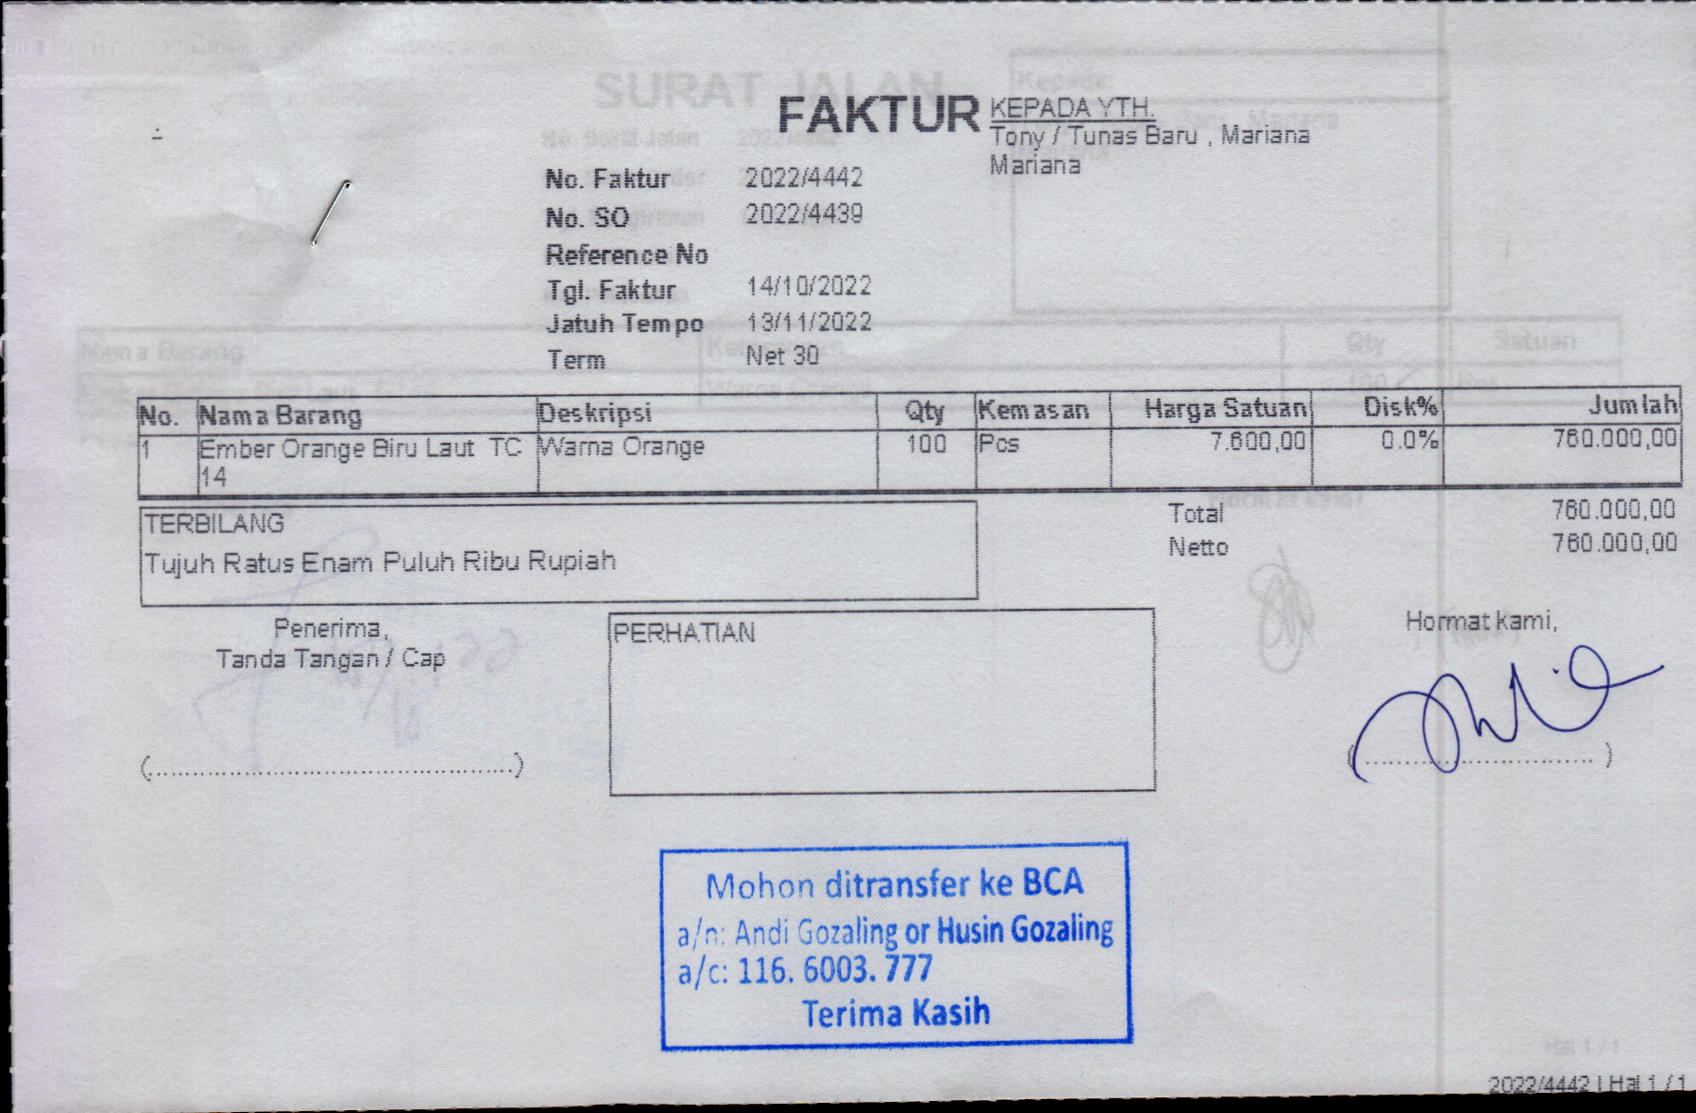 FAKTUR
KEPADA YTH.
Tony / Tunas Baru , Mariana
Mariana
No. Faktur 2022/4442
No. SO 2022/4439
Reference No
Tgl. Faktur 14/10/2022
Jatuh Tempo 13/11/2022
Term Net 30
No. Nama Barang Deskripsi Qty Kemasan Harga Satuan Disk% Jumlah
1 Ember Orange Biru Laut TC Warna Orange 100 Pcs 7.600,00 0.0% 760.000,00
14
TERBILANG
Tujuh Ratus Enam Puluh Ribu Rupiah
Total 760.000,00
Netto 760.000,00
Penerima,
Tanda Tangan / Cap
PERHATIAN
Hormat kami,
Mohon ditransfer ke BCA
a/n: Andi Gozaling or Husin Gozaling
a/c: 116. 6003. 777
Terima Kasih
2022/4442 | Hal 1 / 1
SURAT JALAN